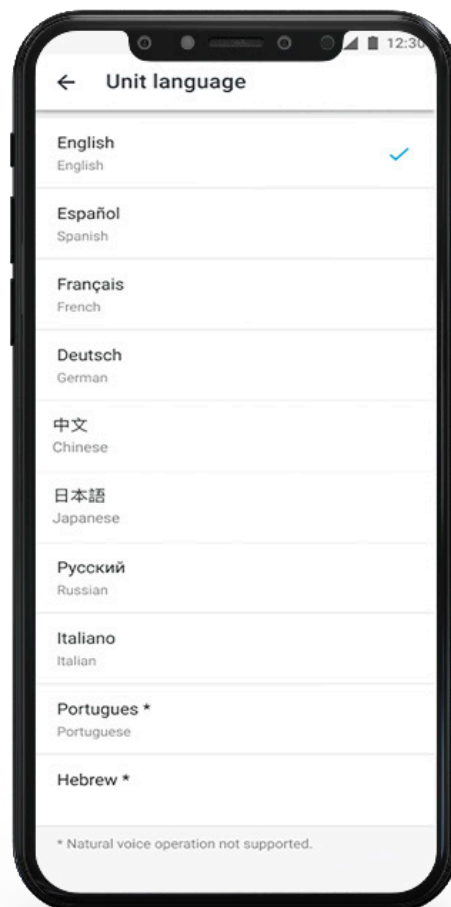 12:30
Unit language
English
English
Español
Spanish
Français
French
Deutsch
German
中文
Chinese
日本語
Japanese
Русский
Russian
Italiano
Italian
Portugues *
Portuguese
Hebrew *
* Natural voice operation not supported.